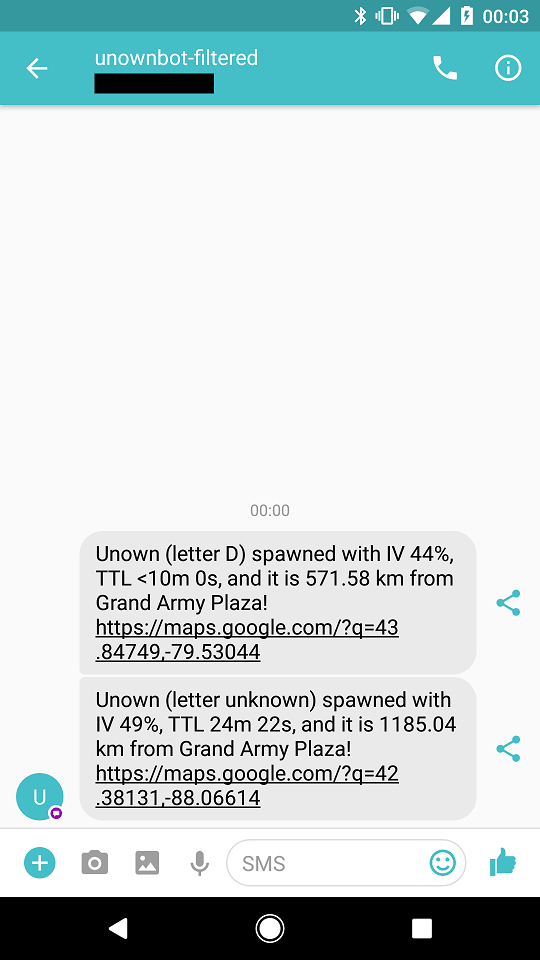 00:03
unownbot-filtered
00:00
Unown (letter D) spawned with IV 44%,
TTL <10m 0s, and it is 571.58 km from
Grand Army Plaza!
https://maps.google.com/?q=43
.84749,-79.53044
Unown (letter unknown) spawned with
IV 49%, TTL 24m 22s, and it is 1185.04
km from Grand Army Plaza!
https://maps.google.com/?q=42
.38131,-88.06614
U
SMS